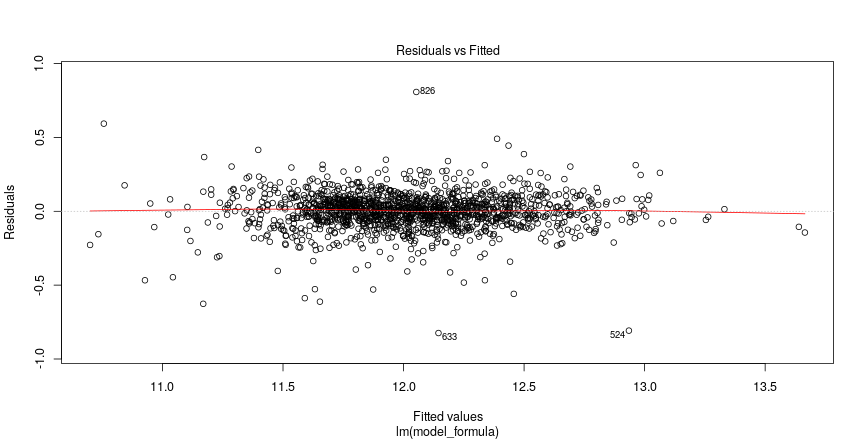 Residuals vs Fitted
1.0
0.5
0.0
-0.5
-1.0
Residuals
826
633
524
11.0 11.5 12.0 12.5 13.0 13.5
Fitted values
lm(model_formula)